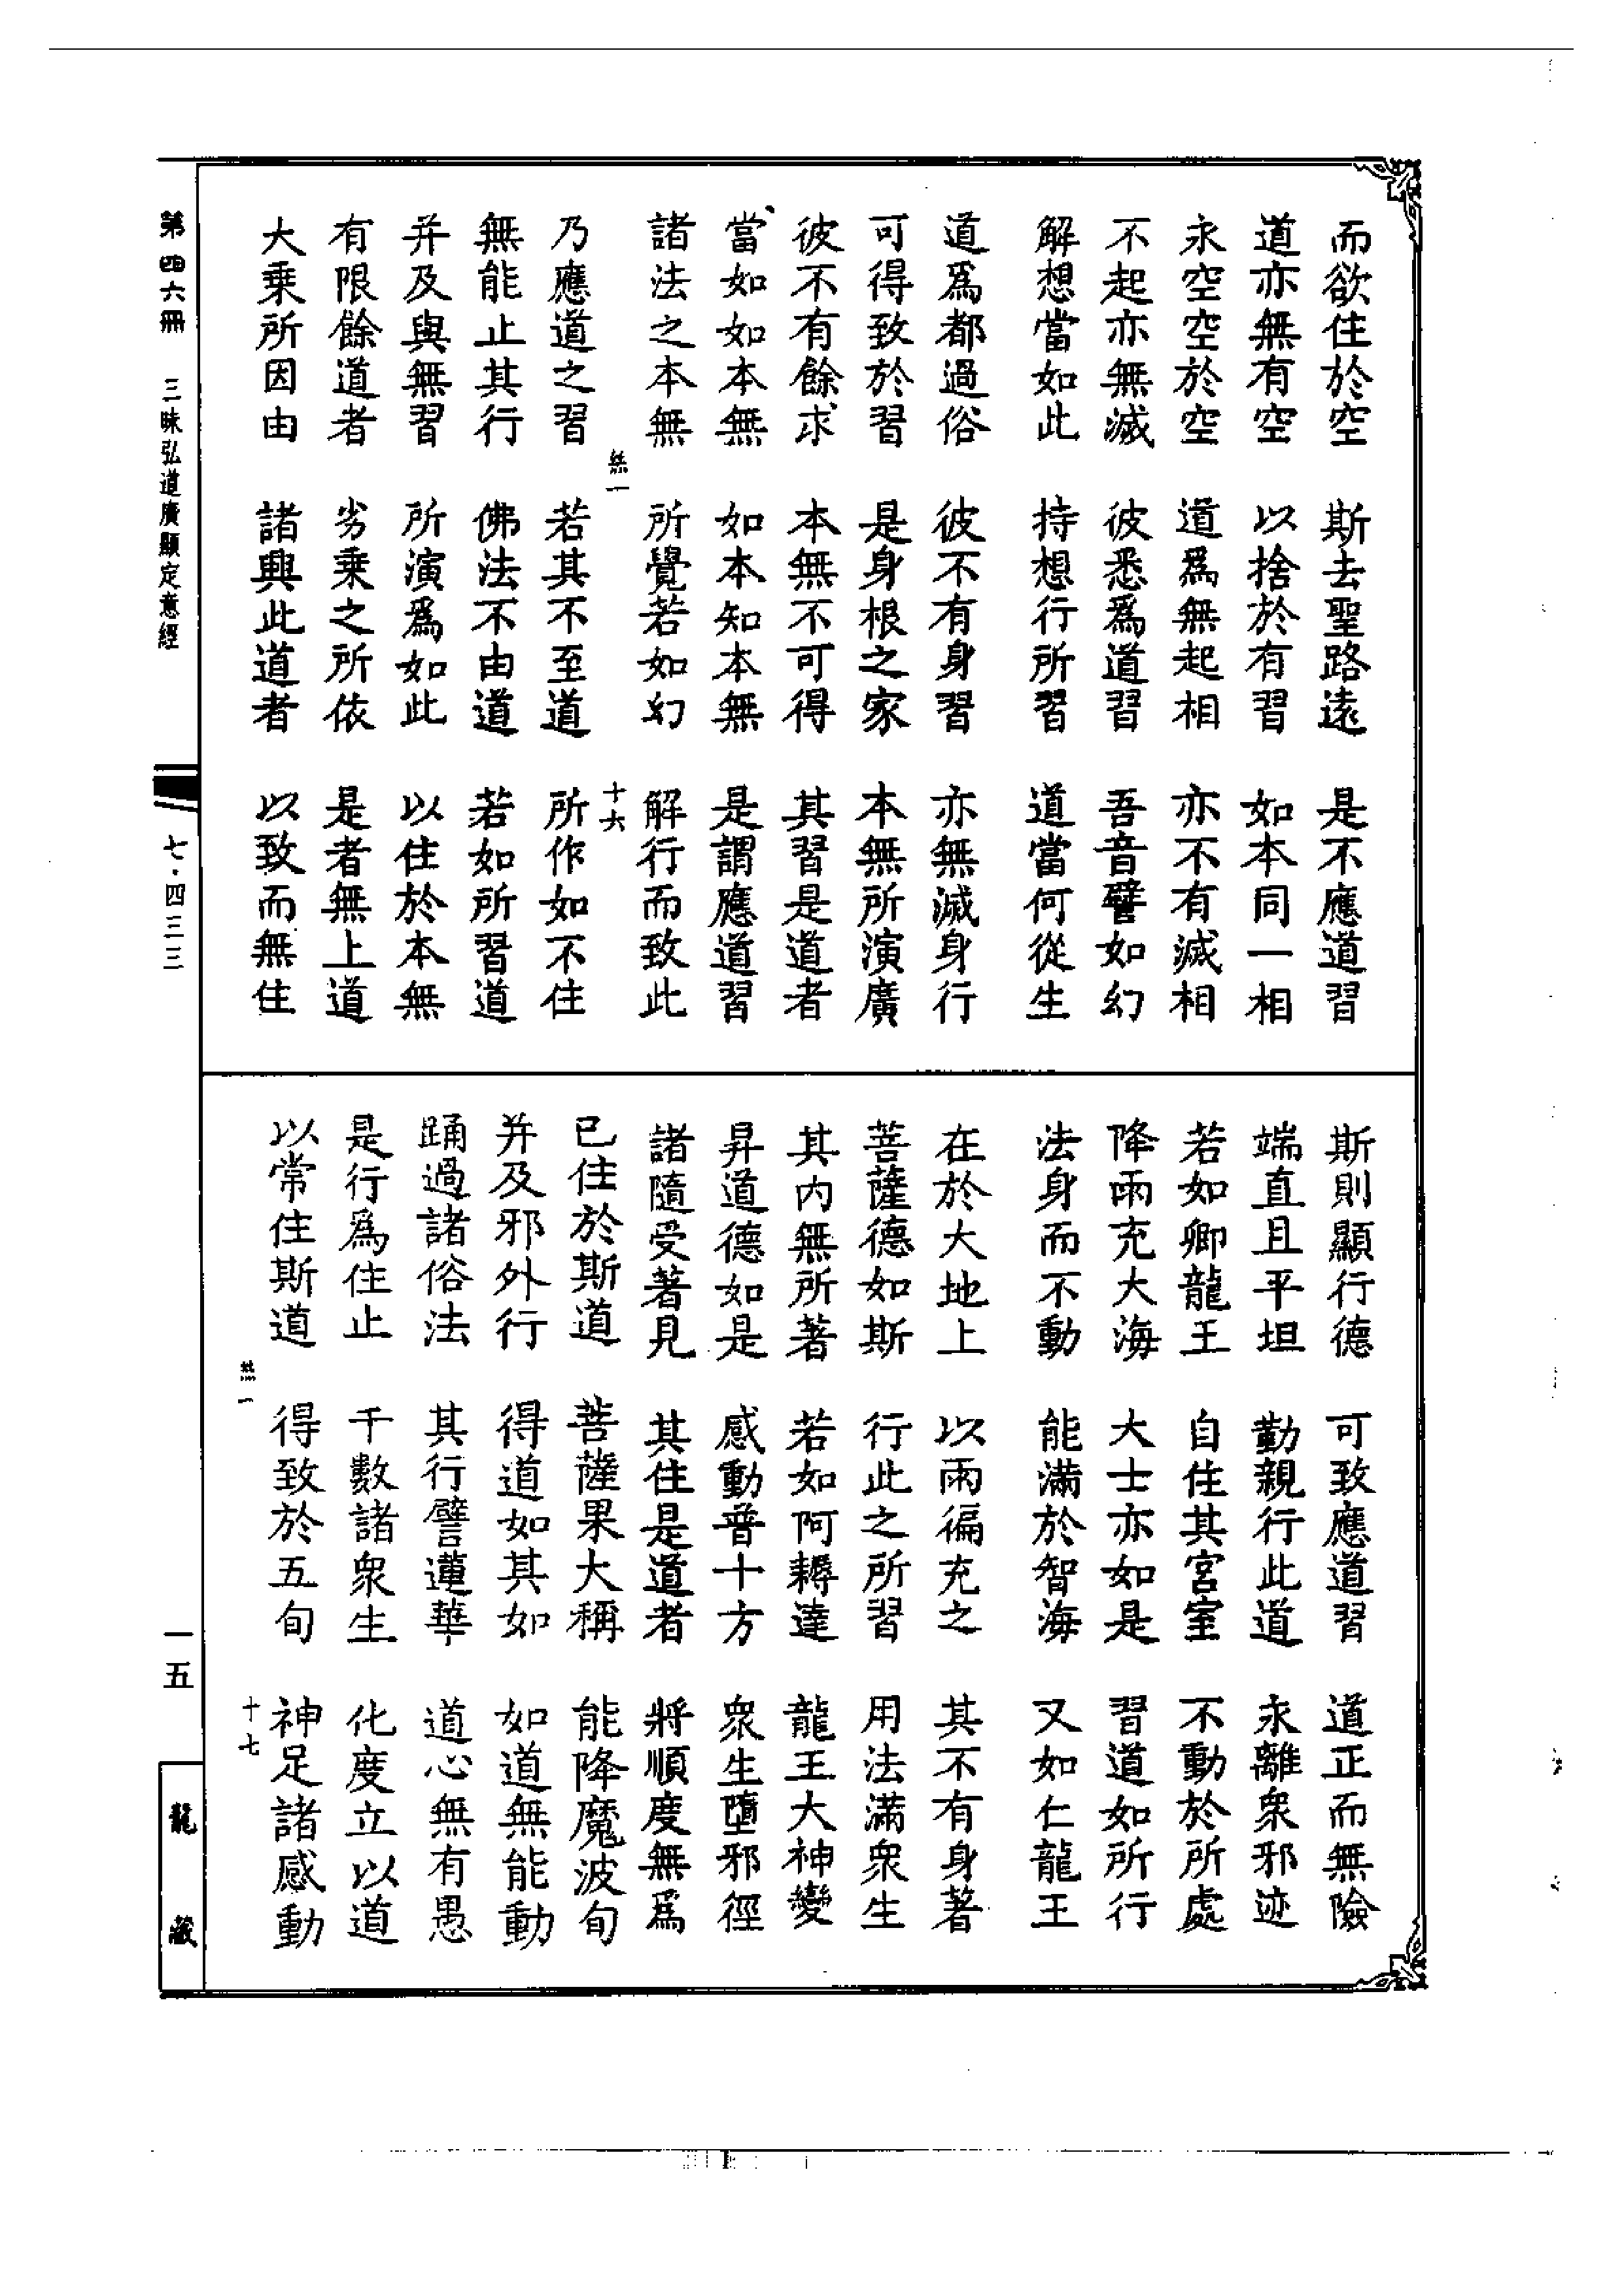 而欲住於空　斯去聖路遠　是不應道習
道亦無有空　以捨於有習　如本同一相
永空空於空　道爲無起相　亦不有滅相
不起亦無滅　彼悉爲道習　吾音譬如幻
解想當如此　持想行所習　道當何從生
道爲都過俗　彼不有身習　亦無滅身行
可得致於習　是身根之家　本無所演廣
彼不有餘求　本無不可得　其習是道者
當如如本無　如本知本無　是謂應道習
諸法之本無　所覺若如幻　解行而致此
絲一　十六
乃應道之習　若其不至道　所作如不住
無能止其行　佛法不由道　若如所習道
并及與無習　所演爲如此　以住於本無
有限餘道者　劣乘之所依　是者無上道
大乘所因由　諸興此道者　以致而無住
斯則顯行德　可致應道習　道正而無險
端直且平坦　勤親行此道　永離衆邪迹
若如卿龍王　自住其宮室　不動於所處
降雨充大海　大士亦如是　習道如所行
法身而不動　能滿於智海　又如仁龍王
在於大地上　以雨徧充之　其不有身著
菩薩德如斯　行此之所習　用法滿衆生
其內無所著　若如阿耨達　龍王大神變
昇道德如是　感動普十方　衆生墮邪徑
諸隨受著見　其住是道者　將順度無爲
已住於斯道　菩薩果大稱　能降魔波旬
并及邪外行　得道如其如　如道無能動
踊過諸俗法　其行譬蓮華　道心無有愚
是行爲住止　千數諸衆生　化度立以道
以常住斯道　得致於五旬　神足諸感動
絲一　十七
第四六冊　三昧弘道廣顯定意經　七·四三三　一五　龍藏